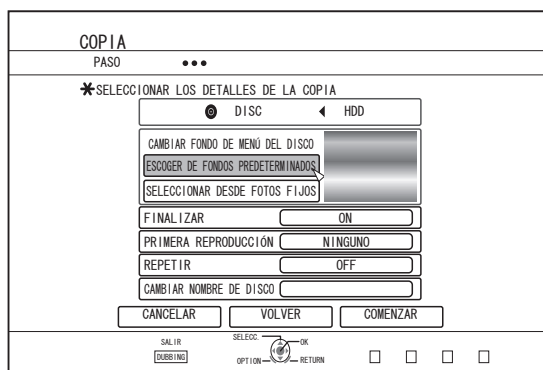 COPIA
PASO •••
SELECCIONAR LOS DETALLES DE LA COPIA
DISC ◀ HDD
CAMBIAR FONDO DE MENÚ DEL DISCO
ESCOGER DE FONDOS PREDETERMINADOS
SELECCIONAR DESDE FOTOS FIJOS
FINALIZAR ON
PRIMERA REPRODUCCIÓN NINGUNO
REPETIR OFF
CAMBIAR NOMBRE DE DISCO
CANCELAR VOLVER COMENZAR
SALIR SELECC. OK
DUBBING OPTION RETURN